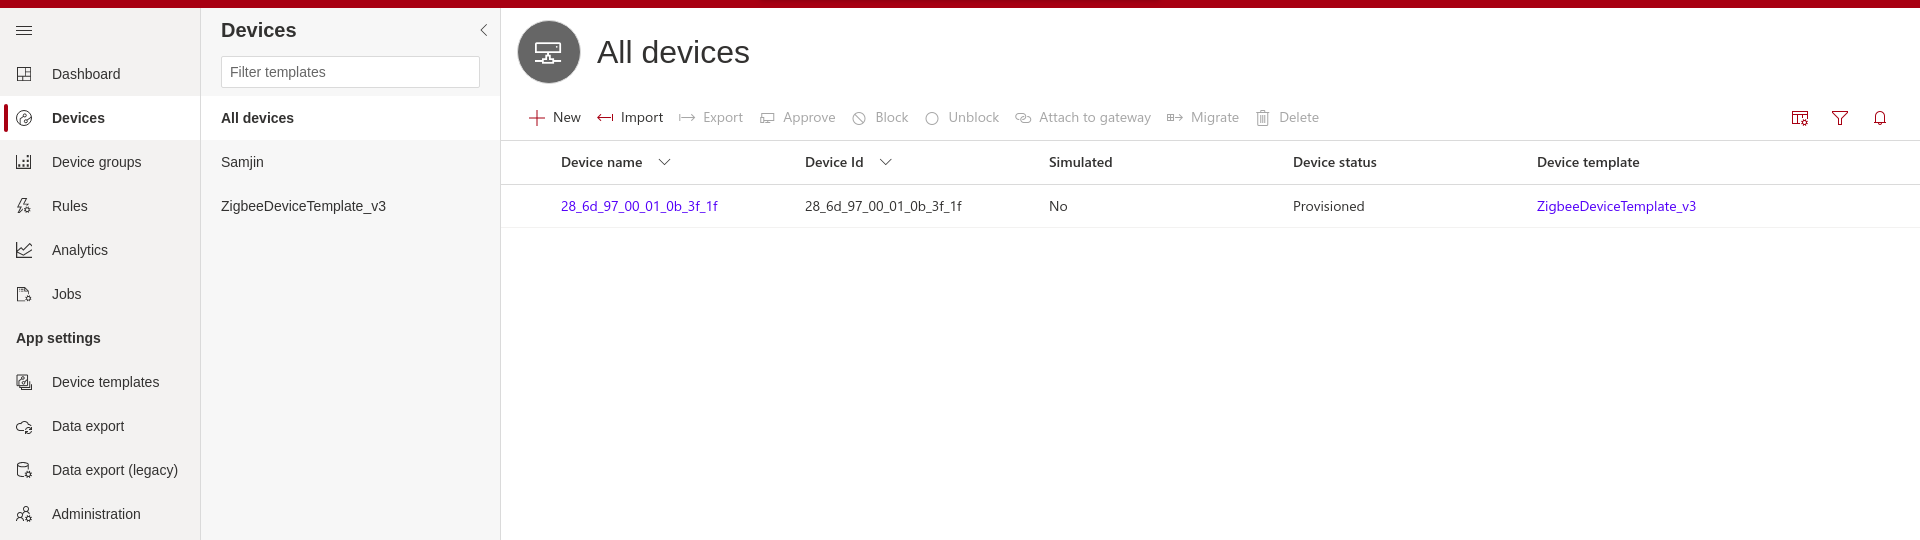 Dashboard
Devices
Device groups
Rules
Analytics
Jobs
App settings
Device templates
Data export
Data export (legacy)
Administration
Devices
Filter templates
All devices
Samjin
ZigbeeDeviceTemplate_v3
All devices
New Import Export Approve Block Unblock Attach to gateway Migrate Delete
Device name Device Id Simulated Device status Device template
28_6d_97_00_01_0b_3f_1f 28_6d_97_00_01_0b_3f_1f No Provisioned ZigbeeDeviceTemplate_v3